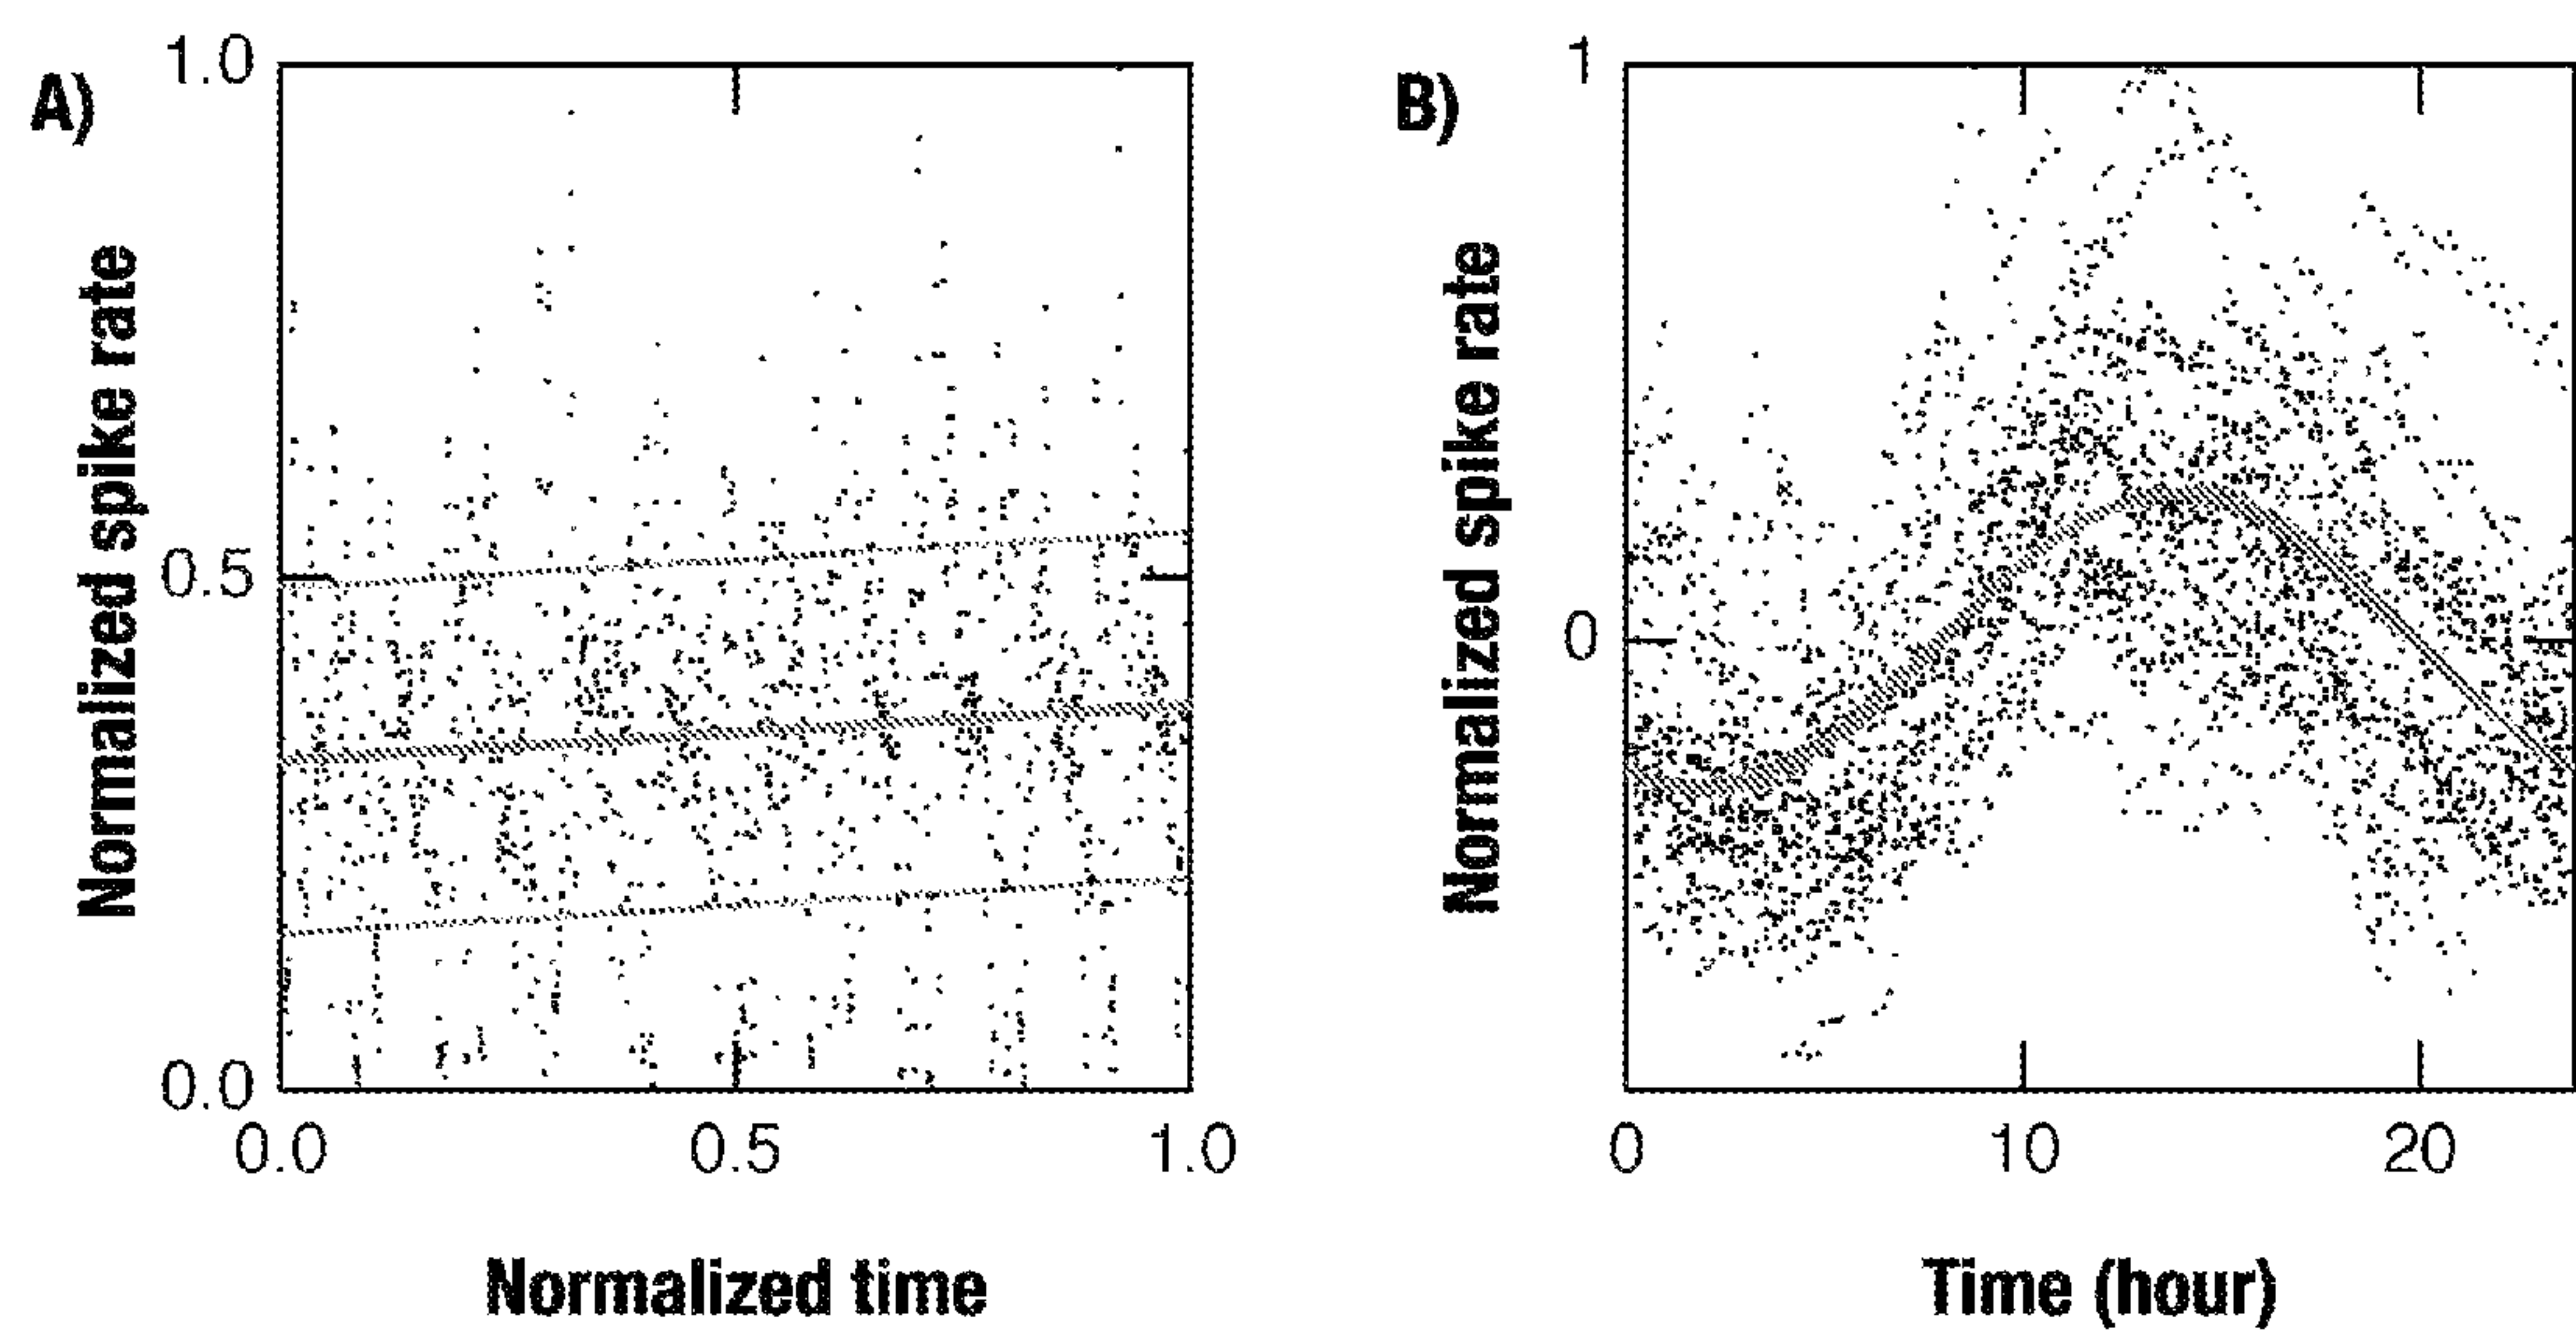 A)
Normalized spike rate
1.0
0.5
0.0
0.0 0.5 1.0
Normalized time
B)
Normalized spike rate
1
0
0 10 20
Time (hour)